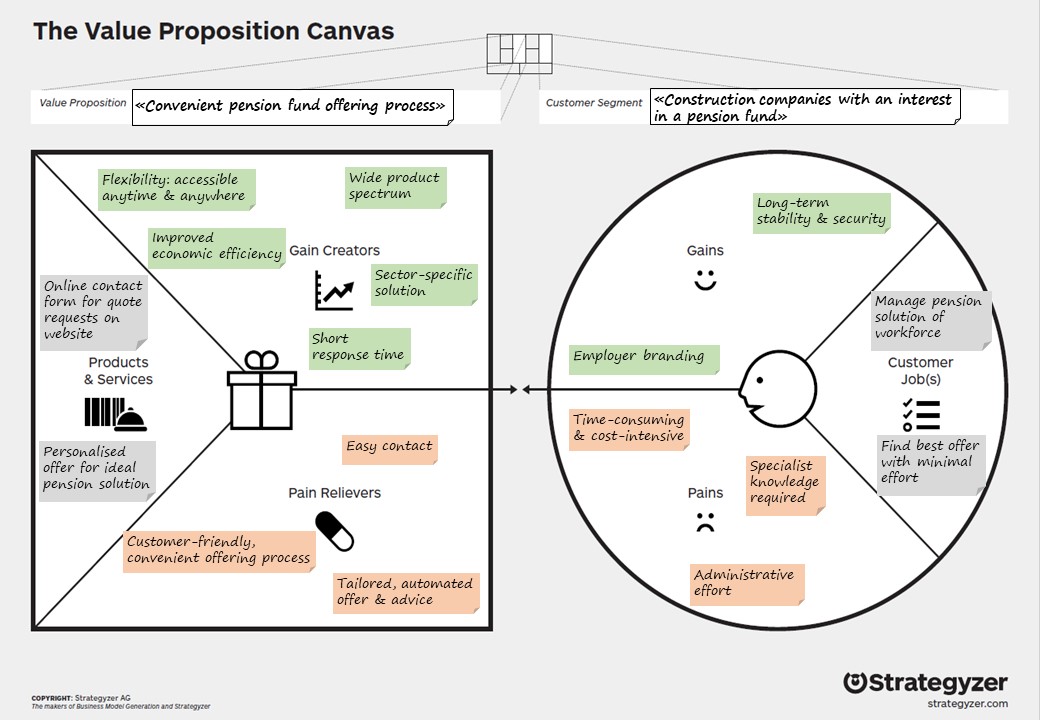 The Value Proposition Canvas
Value Proposition
«Convenient pension fund offering process»
Customer Segment
«Construction companies with an interest
in a pension fund»
Flexibility: accessible
anytime & anywhere
Wide product
spectrum
Improved
economic efficiency
Gain Creators
Sector-specific
solution
Short
response time
Online contact
form for quote
requests on
website
Products
& Services
Personalised
offer for ideal
pension solution
Easy contact
Pain Relievers
Customer-friendly,
convenient offering process
Tailored, automated
offer & advice
Long-term
stability & security
Gains
Employer branding
Manage pension
solution of
workforce
Customer
Job(s)
Find best offer
with minimal
effort
Time-consuming
& cost-intensive
Specialist
knowledge
required
Pains
Administrative
effort
COPYRIGHT: Strategyzer AG
The makers of Business Model Generation and Strategyzer
Strategyzer
strategyzer.com